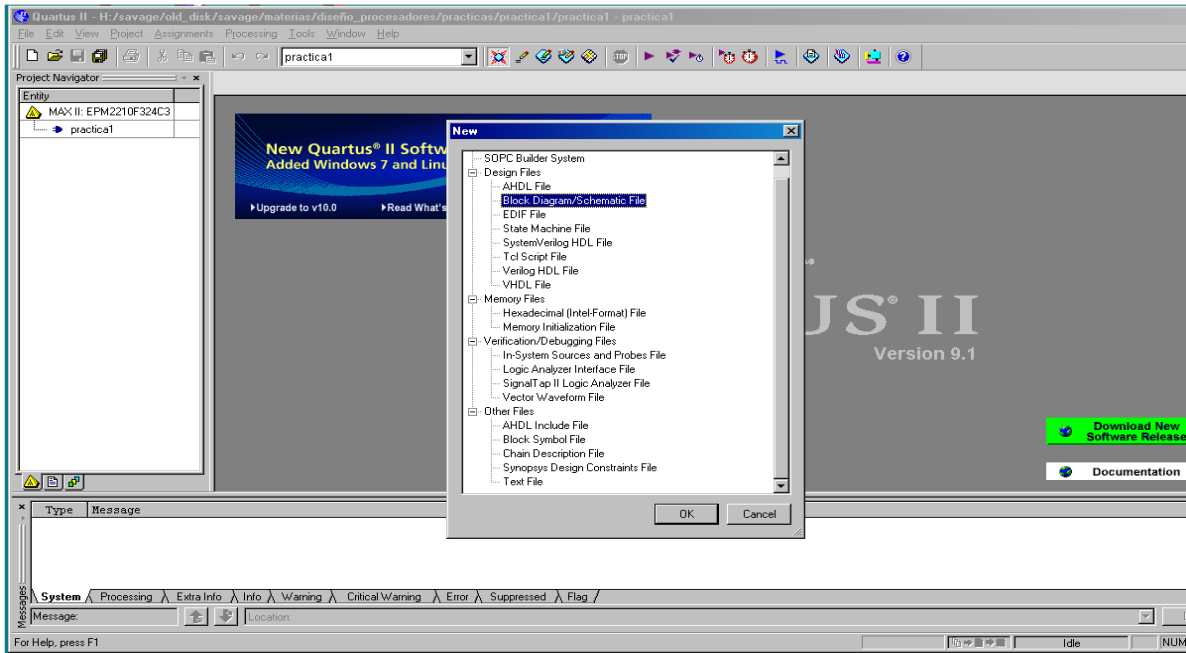 Quartus II - H:/savage/old_disk/savage/materias/diseño_procesadores/practicas/practica1/practica1 - practica1
File Edit View Project Assignments Processing Tools Window Help
practica1
Project Navigator
Entity
MAX II: EPM2210F324C3
practica1
New Quartus® II Softw
Added Windows 7 and Linu
Upgrade to v10.0 Read What's
New
SOPC Builder System
Design Files
AHDL File
Block Diagram/Schematic File
EDIF File
State Machine File
SystemVerilog HDL File
Tcl Script File
Verilog HDL File
VHDL File
Memory Files
Hexadecimal (Intel-Format) File
Memory Initialization File
Verification/Debugging Files
In-System Sources and Probes File
Logic Analyzer Interface File
SignalTap II Logic Analyzer File
Vector Waveform File
Other Files
AHDL Include File
Block Symbol File
Chain Description File
Synopsys Design Constraints File
Text File
OK Cancel
US® II
Version 9.1
Download New
Software Release
Documentation
Type Message
System Processing Extra Info Info Warning Critical Warning Error Suppressed Flag
Messages
Message: Location:
For Help, press F1 Idle NUM